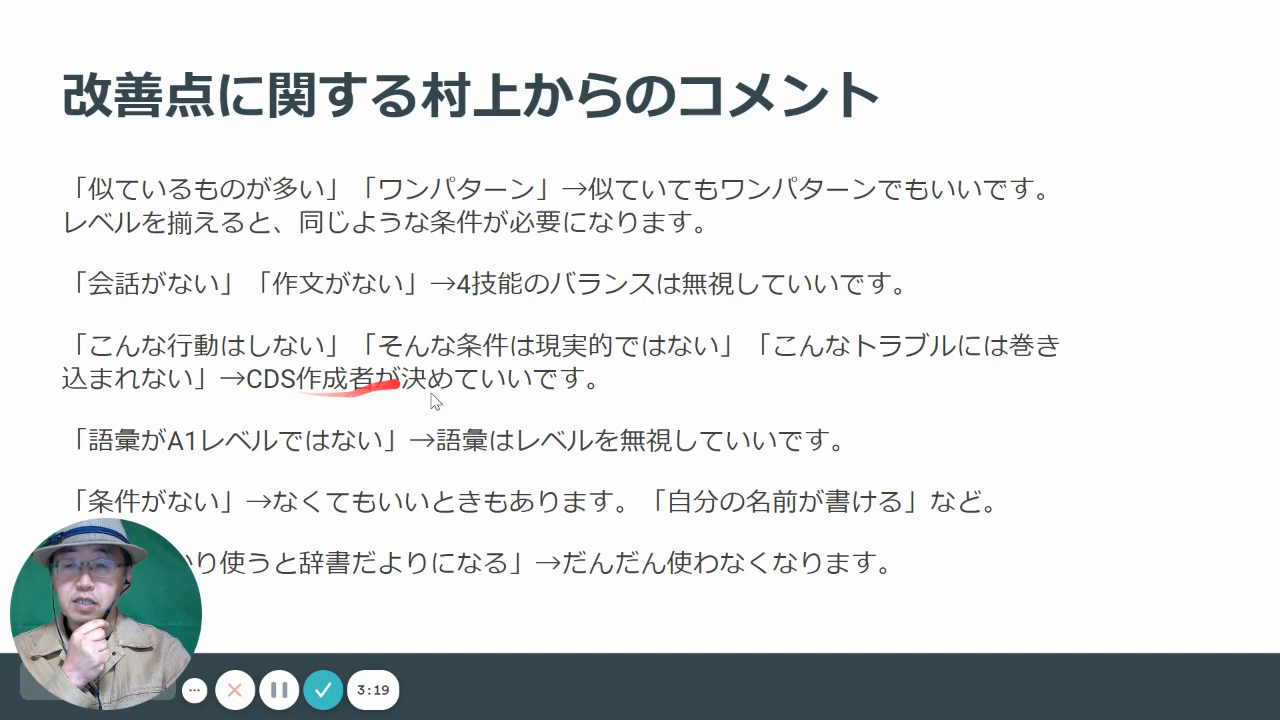 改善点に関する村上からのコメント
「似ているものが多い」「ワンパターン」→似ていてもワンパターンでもいいです。
レベルを揃えると、同じような条件が必要になります。
「会話がない」「作文がない」→4技能のバランスは無視していいです。
「こんな行動はしない」「そんな条件は現実的ではない」「こんなトラブルには巻き
込まれない」→CDS作成者が決めていいです。
「語彙がA1レベルではない」→語彙はレベルを無視していいです。
「条件がない」→なくてもいいときもあります。「自分の名前が書ける」など。
り使うと辞書だよりになる」→だんだん使わなくなります。
3:19